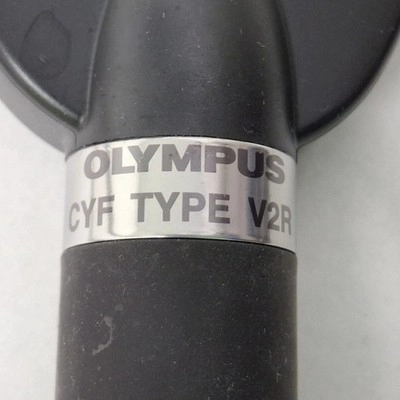 OLYMPUS
CYF TYPE V2R